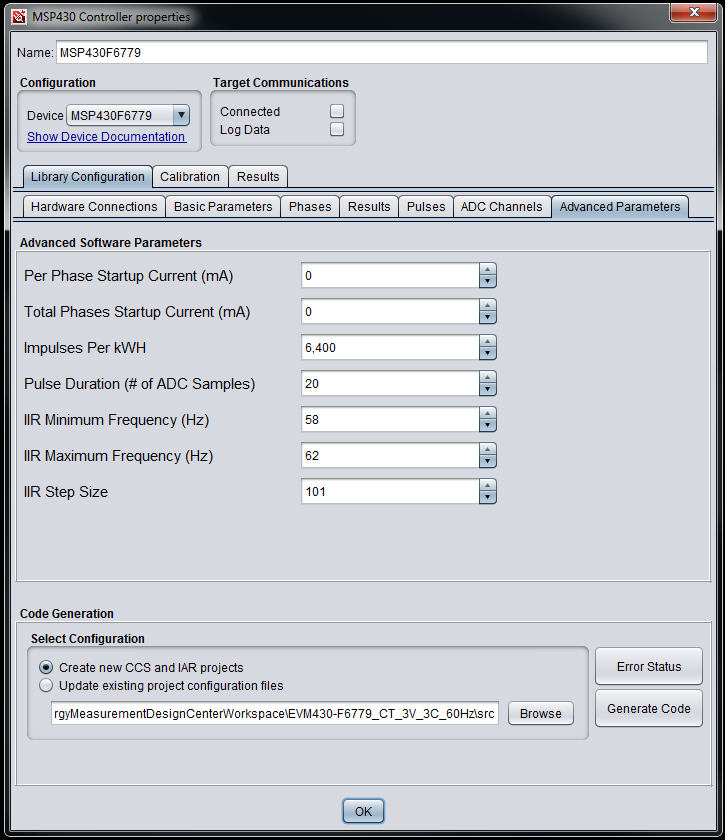 MSP430 Controller properties
Name: MSP430F6779
Configuration
Target Communications
Device MSP430F6779
Connected
Show Device Documentation
Log Data
Library Configuration Calibration Results
Hardware Connections Basic Parameters Phases Results Pulses ADC Channels Advanced Parameters
Advanced Software Parameters
Per Phase Startup Current (mA) 0
Total Phases Startup Current (mA) 0
Impulses Per kWH 6,400
Pulse Duration (# of ADC Samples) 20
IIR Minimum Frequency (Hz) 58
IIR Maximum Frequency (Hz) 62
IIR Step Size 101
Code Generation
Select Configuration
Create new CCS and IAR projects
Error Status
Update existing project configuration files
Generate Code
rgyMeasurementDesignCenterWorkspace\EVM430-F6779_CT_3V_3C_60Hz\src Browse
OK